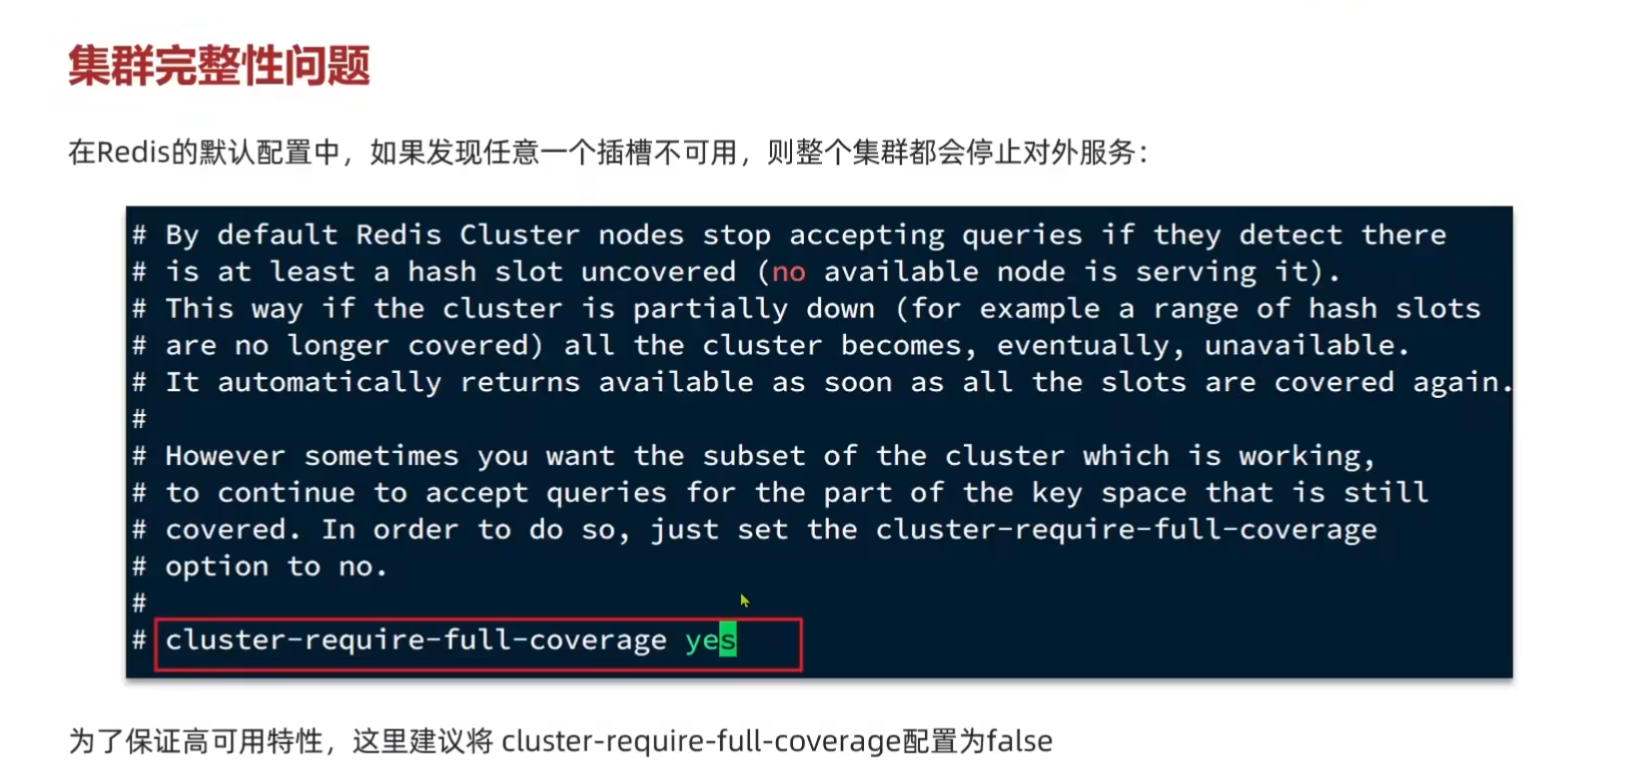 集群完整性问题
在Redis的默认配置中，如果发现任意一个插槽不可用，则整个集群都会停止对外服务：
# By default Redis Cluster nodes stop accepting queries if they detect there
# is at least a hash slot uncovered (no available node is serving it).
# This way if the cluster is partially down (for example a range of hash slots
# are no longer covered) all the cluster becomes, eventually, unavailable.
# It automatically returns available as soon as all the slots are covered again.
#
# However sometimes you want the subset of the cluster which is working,
# to continue to accept queries for the part of the key space that is still
# covered. In order to do so, just set the cluster-require-full-coverage
# option to no.
#
# cluster-require-full-coverage yes
为了保证高可用特性，这里建议将 cluster-require-full-coverage配置为false